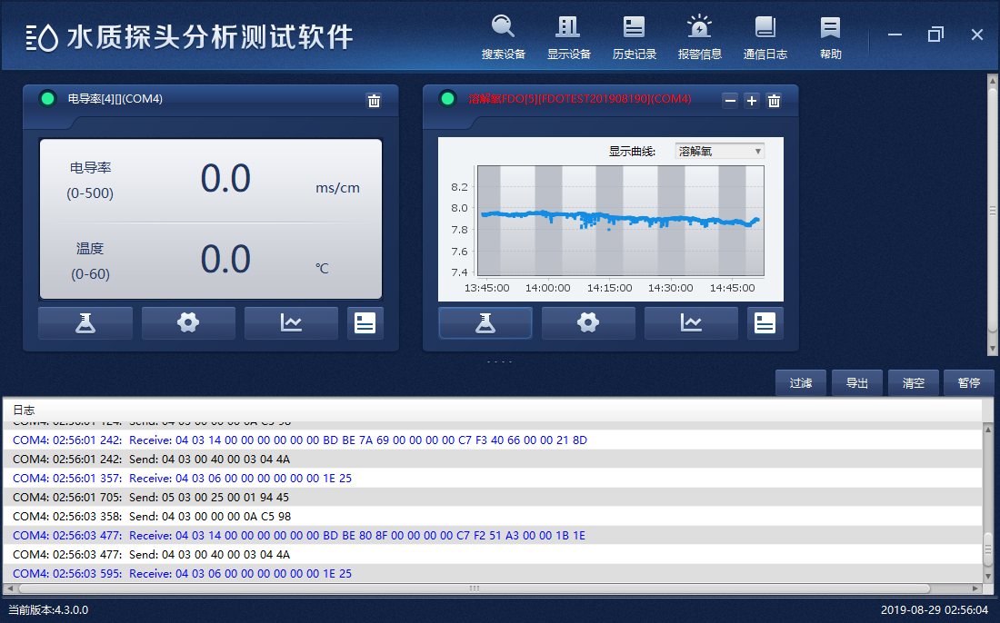 水质探头分析测试软件
搜索设备 显示设备 历史记录 报警信息 通信日志 帮助
电导率[4][](COM4)
电导率
(0-500)
0.0
ms/cm
温度
(0-60)
0.0
℃
溶解氧FDO[5][FDOTEST201908190](COM4)
显示曲线: 溶解氧
8.2
8.0
7.8
7.6
7.4
13:45:00 14:00:00 14:15:00 14:30:00 14:45:00
过滤 导出 清空 暂停
日志
COM4: 02:56:01 124: Send: 04 03 00 00 00 0A C5 98
COM4: 02:56:01 242: Receive: 04 03 14 00 00 00 00 00 00 BD BE 7A 69 00 00 00 00 C7 F3 40 66 00 00 21 8D
COM4: 02:56:01 242: Send: 04 03 00 40 00 03 04 4A
COM4: 02:56:01 357: Receive: 04 03 06 00 00 00 00 00 00 1E 25
COM4: 02:56:01 705: Send: 05 03 00 25 00 01 94 45
COM4: 02:56:03 358: Send: 04 03 00 00 00 0A C5 98
COM4: 02:56:03 477: Receive: 04 03 14 00 00 00 00 00 00 BD BE 80 8F 00 00 00 00 C7 F2 51 A3 00 00 1B 1E
COM4: 02:56:03 477: Send: 04 03 00 40 00 03 04 4A
COM4: 02:56:03 595: Receive: 04 03 06 00 00 00 00 00 00 1E 25
当前版本:4.3.0.0
2019-08-29 02:56:04